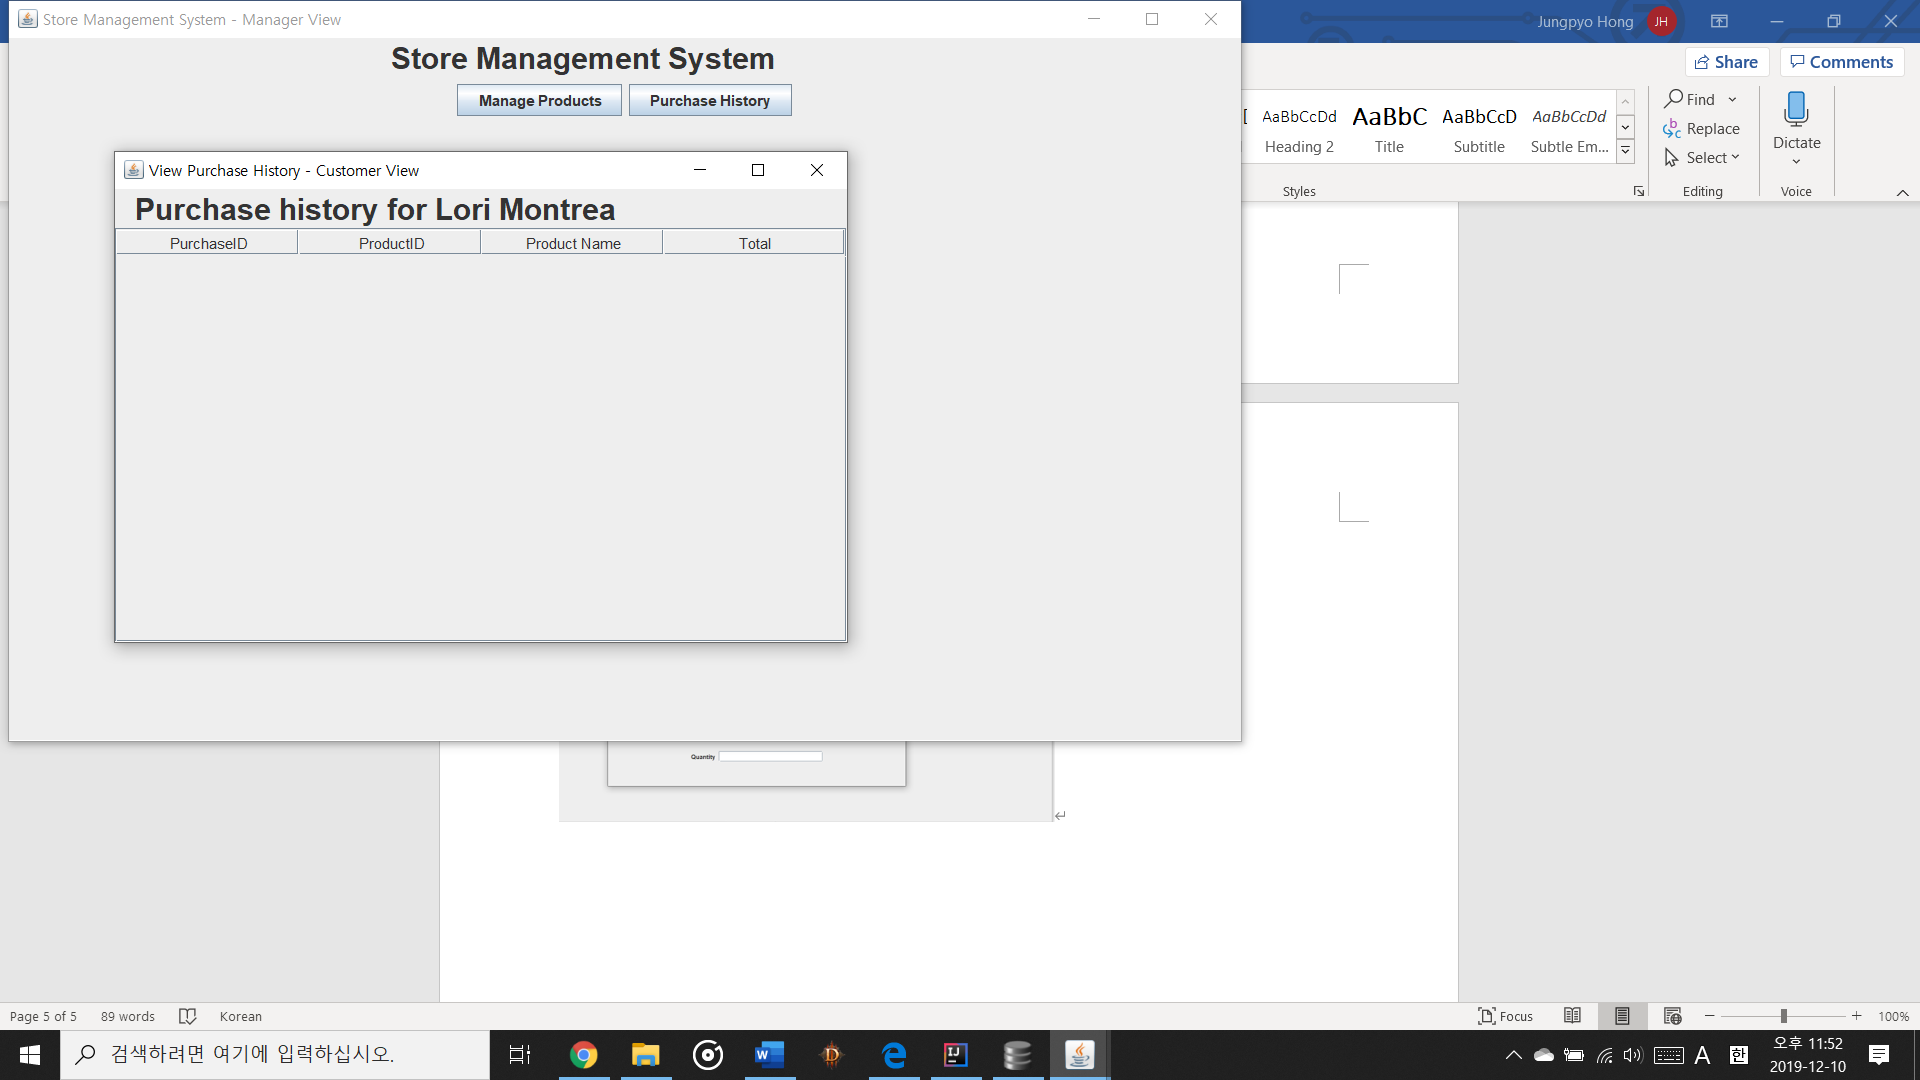 Store Management System - Manager View
Jungpyo Hong JH
Store Management System
Manage Products Purchase History
Share Comments
AaBbCcDd AaBbC AaBbCcD AaBbCcDd
Heading 2 Title Subtitle Subtle Em...
Styles
Find
Replace
Select
Editing
Dictate
Voice
View Purchase History - Customer View
Purchase history for Lori Montrea
PurchaseID ProductID Product Name Total
Quantity
Page 5 of 5 89 words Korean
Focus 100%
검색하려면 여기에 입력하십시오.
A 한
오후 11:52
2019-12-10